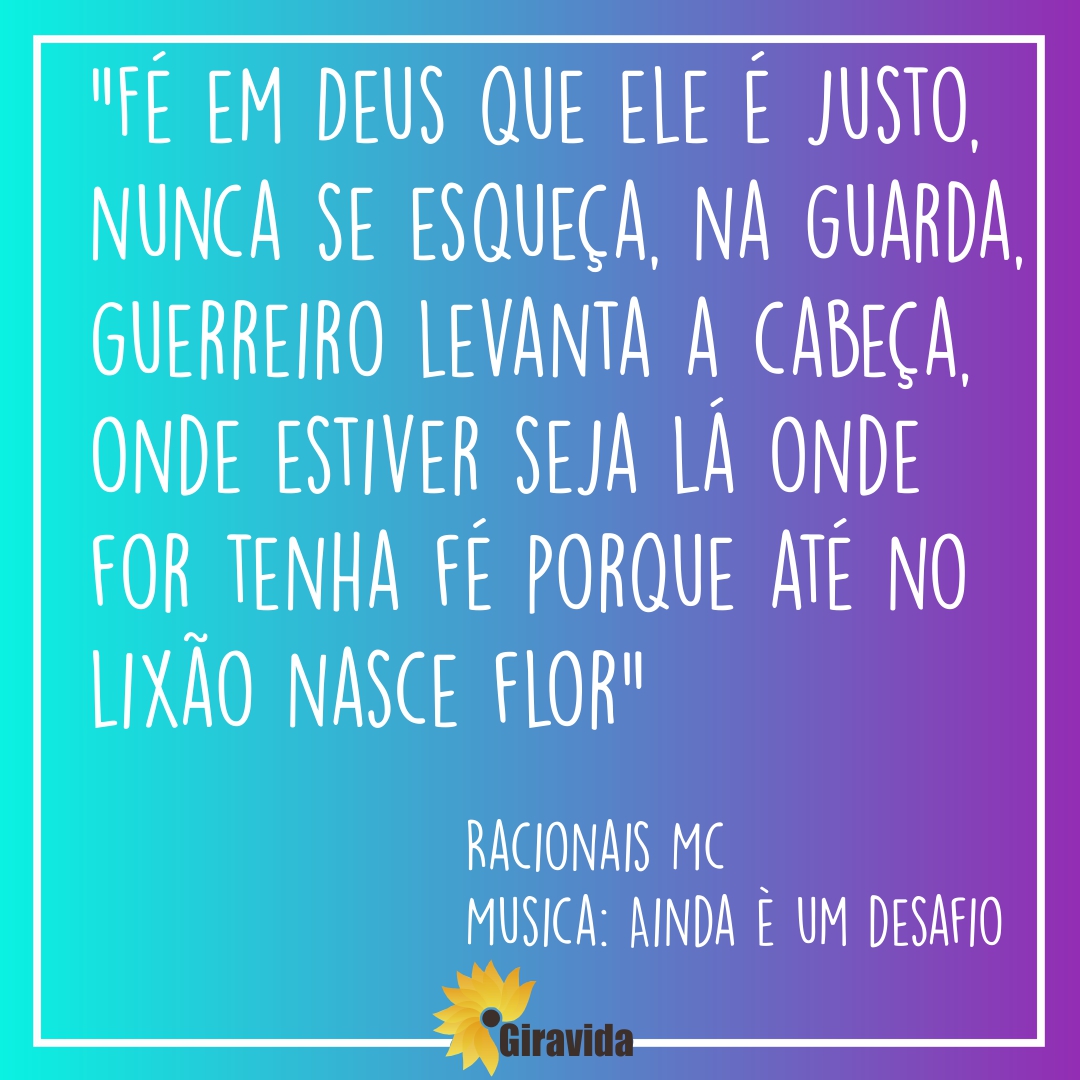 "FÉ EM DEUS QUE ELE É JUSTO,
NUNCA SE ESQUEÇA, NA GUARDA,
GUERREIRO LEVANTA A CABEÇA,
ONDE ESTIVER SEJA LÁ ONDE
FOR TENHA FÉ PORQUE ATÉ NO
LIXÃO NASCE FLOR"
RACIONAIS MC
MUSICA: AINDA È UM DESAFIO
Giravida